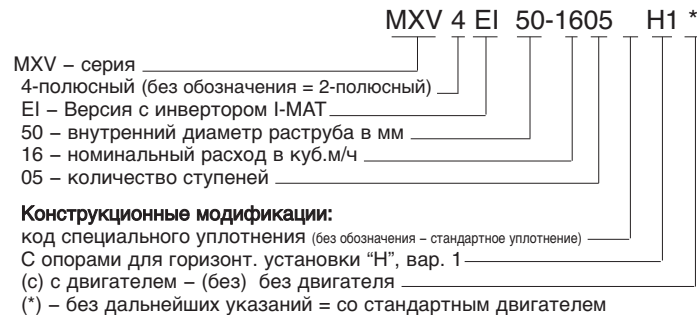 MXV 4 EI 50-1605 H1 *
MXV – серия
4-полюсный (без обозначения = 2-полюсный)
EI – Версия с инвертором I-MAT
50 – внутренний диаметр раструба в мм
16 – номинальный расход в куб.м/ч
05 – количество ступеней
Конструкционные модификации:
код специального уплотнения (без обозначения – стандартное уплотнение)
С опорами для горизонт. установки “Н”, вар. 1
(с) с двигателем – (без) без двигателя
(*) – без дальнейших указаний = со стандартным двигателем